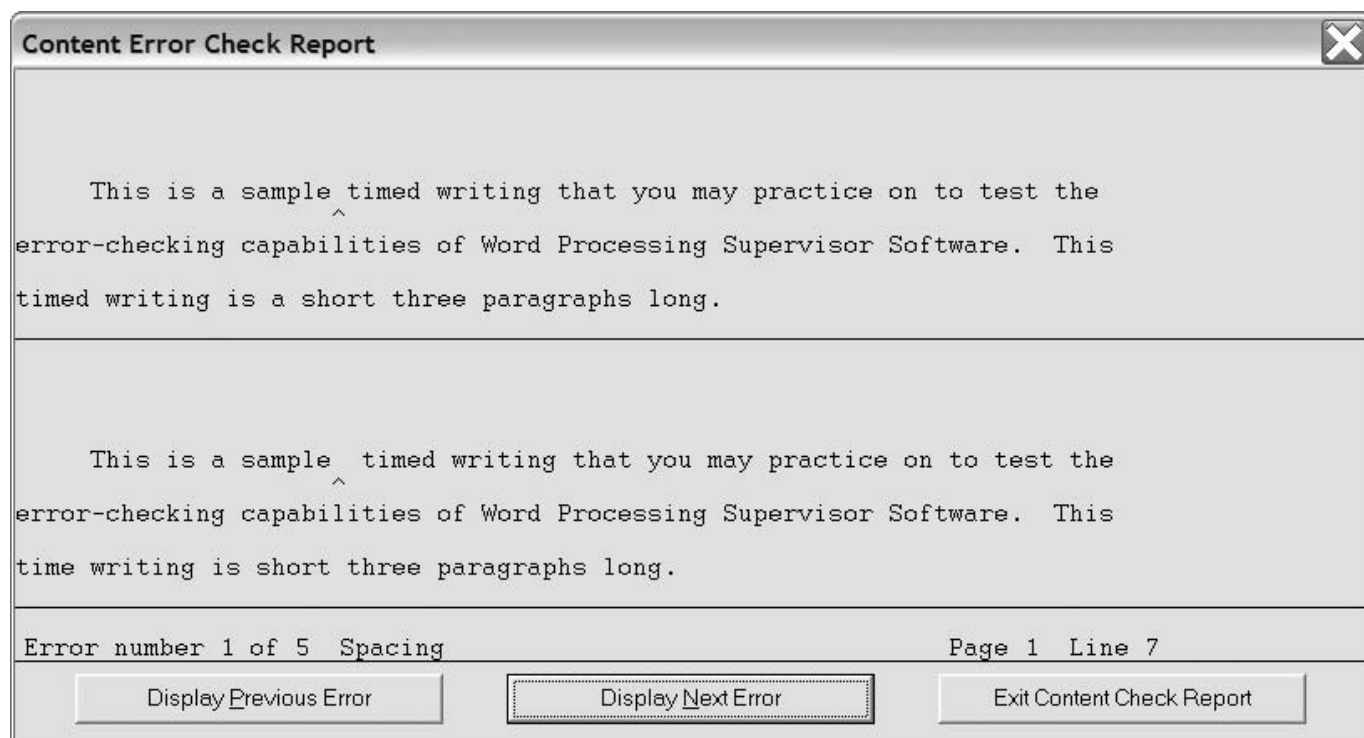 Content Error Check Report
     This is a sample timed writing that you may practice on to test the
^
error-checking capabilities of Word Processing Supervisor Software.  This
timed writing is a short three paragraphs long.
     This is a sample  timed writing that you may practice on to test the
^
error-checking capabilities of Word Processing Supervisor Software.  This
time writing is short three paragraphs long.
Error number 1 of 5  Spacing Page 1  Line 7
Display Previous Error Display Next Error Exit Content Check Report